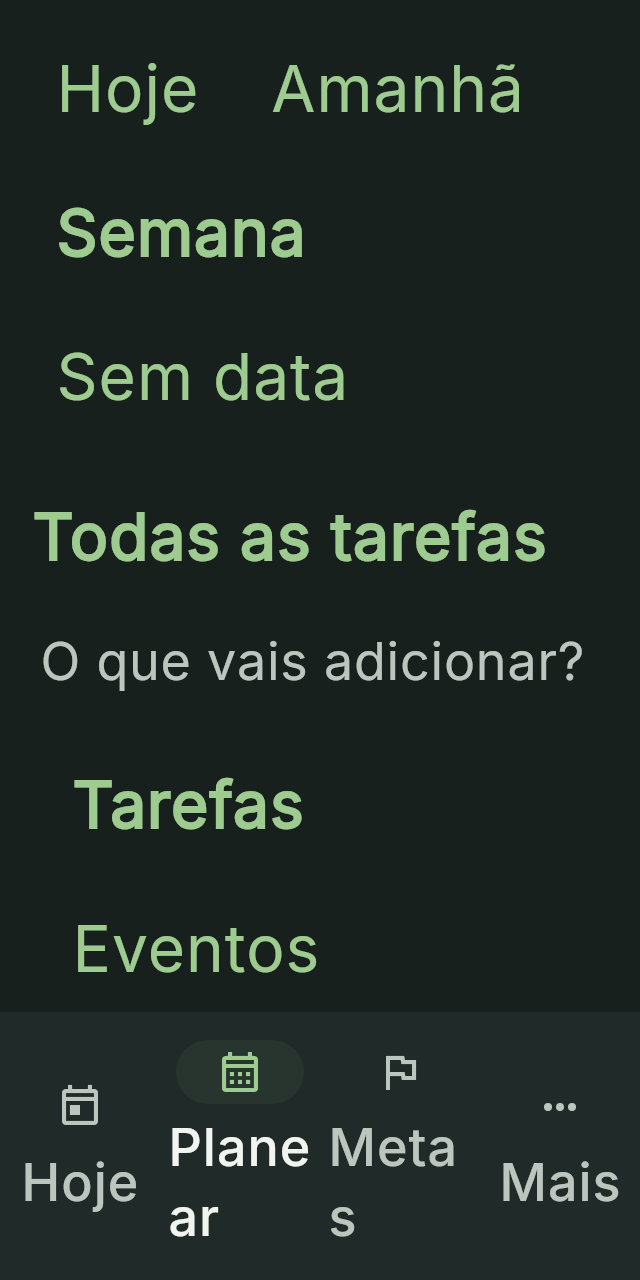 Hoje Amanhã
Semana
Sem data
Todas as tarefas
O que vais adicionar?
Tarefas
Eventos
Hoje
Plane
ar
Meta
s
Mais